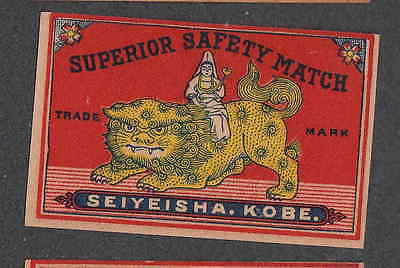 SUPERIOR SAFETY MATCH
TRADE MARK
SEIYEISHA. KOBE.